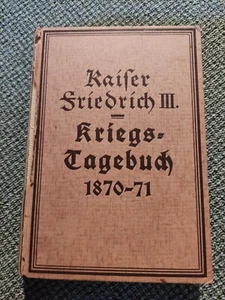 Kaiſer
Friedrich III.
Kriegs-
Tagebuch
1870-71